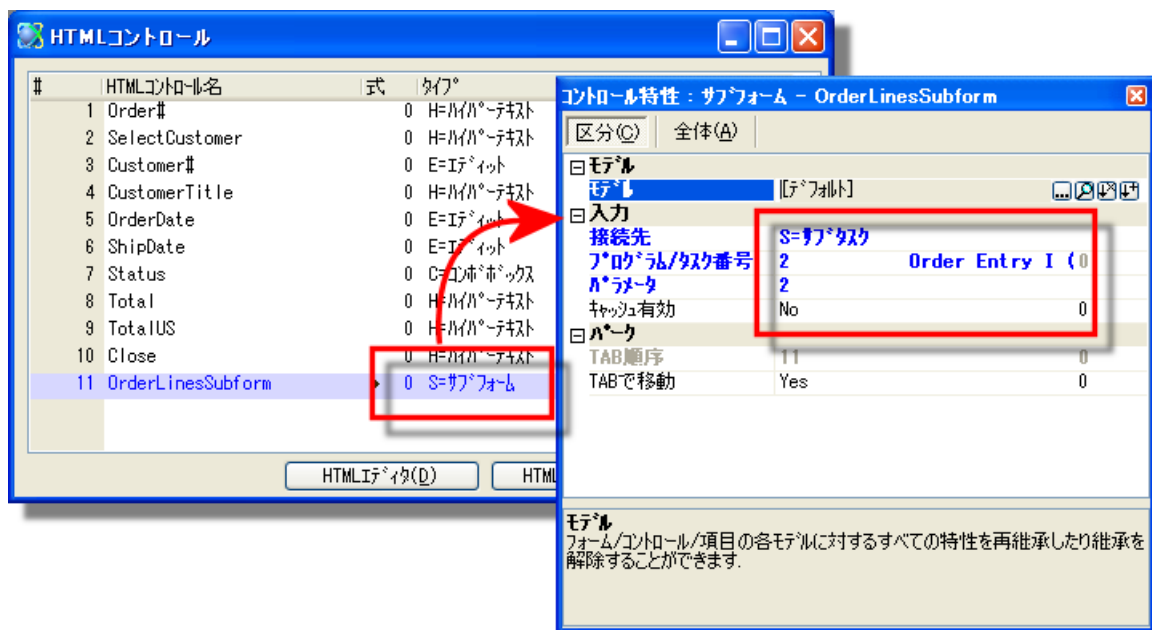 HTMLコントロール
# HTMLｺﾝﾄﾛｰﾙ名 式 ﾀｲﾌﾟ
1 Order# 0 H=ﾊｲﾊﾟｰﾃｷｽﾄ
2 SelectCustomer 0 H=ﾊｲﾊﾟｰﾃｷｽﾄ
3 Customer# 0 E=ｴﾃﾞｨｯﾄ
4 CustomerTitle 0 H=ﾊｲﾊﾟｰﾃｷｽﾄ
5 OrderDate 0 E=ｴﾃﾞｨｯﾄ
6 ShipDate 0 E=ｴﾃﾞｨｯﾄ
7 Status 0 C=ｺﾝﾎﾞﾎﾞｯｸｽ
8 Total 0 H=ﾊｲﾊﾟｰﾃｷｽﾄ
9 TotalUS 0 H=ﾊｲﾊﾟｰﾃｷｽﾄ
10 Close 0 H=ﾊｲﾊﾟｰﾃｷｽﾄ
11 OrderLinesSubform 0 S=ｻﾌﾞﾌｫｰﾑ
HTMLｴﾃﾞｨﾀ(D) HTML
ｺﾝﾄﾛｰﾙ特性 : ｻﾌﾞﾌｫｰﾑ - OrderLinesSubform
区分(C) 全体(A)
ﾓﾃﾞﾙ
ﾓﾃﾞﾙ [ﾃﾞﾌｫﾙﾄ] ...
入力
接続先 S=ｻﾌﾞﾀｽｸ
ﾌﾟﾛｸﾞﾗﾑ/ﾀｽｸ番号 2 Order Entry I ( 0
ﾊﾟﾗﾒｰﾀ 2
ｷｬｯｼｭ有効 No 0
ﾊﾟｰｸ
TAB順序 11 0
TABで移動 Yes 0
ﾓﾃﾞﾙ
ﾌｫｰﾑ/ｺﾝﾄﾛｰﾙ/項目の各ﾓﾃﾞﾙに対するすべての特性を再継承したり継承を
解除することができます.